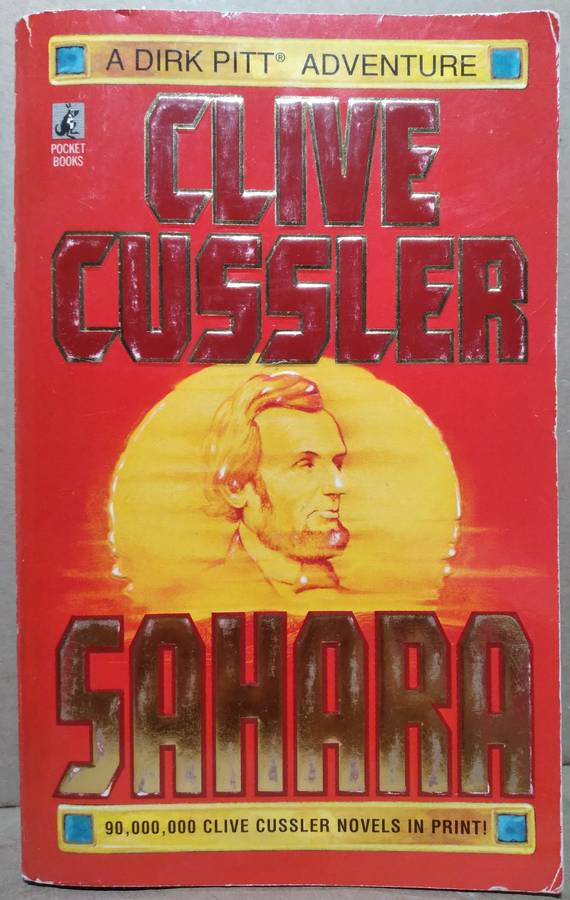 A DIRK PITT® ADVENTURE
POCKET
BOOKS
CLIVE
CUSSLER
SAHARA
90,000,000 CLIVE CUSSLER NOVELS IN PRINT!